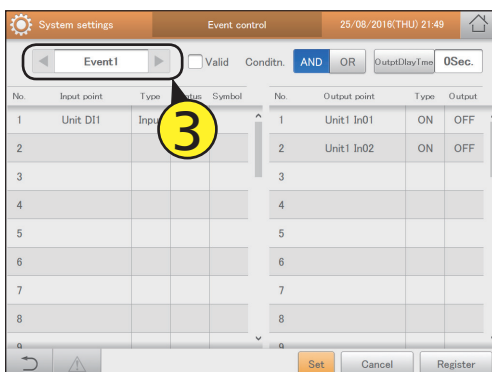 System settings Event control 25/08/2016(THU) 21:49
Event1 Valid Conditn. AND OR OutptDlayTme 0Sec.
3
No. Input point Type Symbol No. Output point Type Output
1 Unit DI1 1 Unit1 In01 ON OFF
2 2 Unit1 In02 ON OFF
3 3
4 4
5 5
6 6
7 7
8 8
9 9
Set Cancel Register